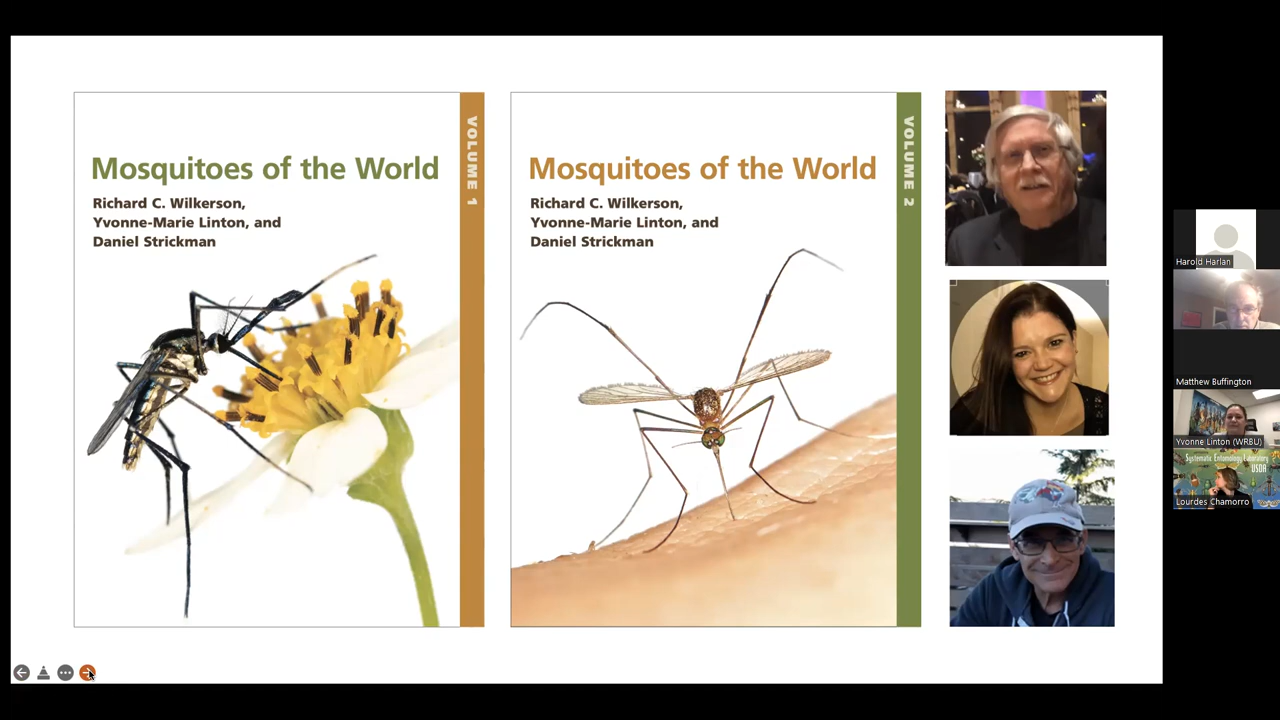 Mosquitoes of the World
Richard C. Wilkerson,
Yvonne-Marie Linton, and
Daniel Strickman
VOLUME 1
Mosquitoes of the World
Richard C. Wilkerson,
Yvonne-Marie Linton, and
Daniel Strickman
VOLUME 2
Harold Harlan
Matthew Buffington
Yvonne Linton (WRBU)
Systematic Entomology Laboratory
USDA
Lourdes Chamorro